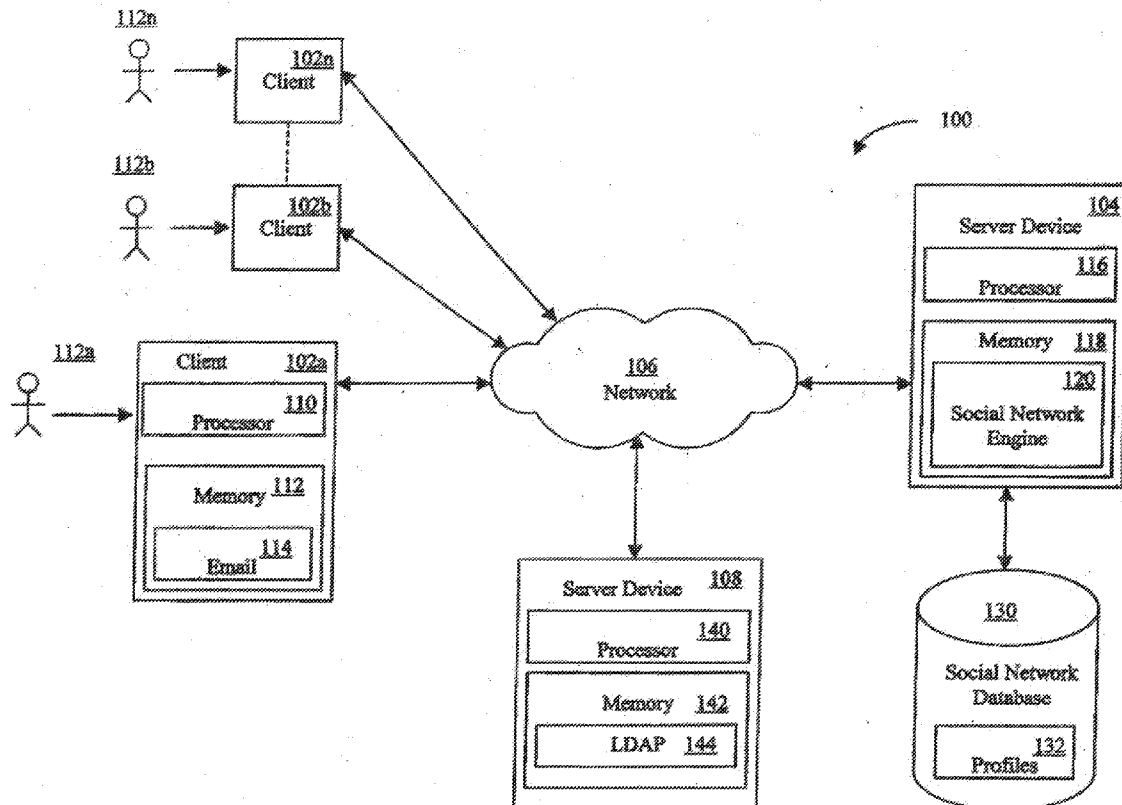 112n
102n
Client
112b
102b
Client
100
104
Server Device
116
Processor
Memory 118
120
Social Network
Engine
112a
Client 102a
110
Processor
Memory 112
114
Email
106
Network
Server Device 108
140
Processor
Memory 142
LDAP 144
130
Social Network
Database
132
Profiles